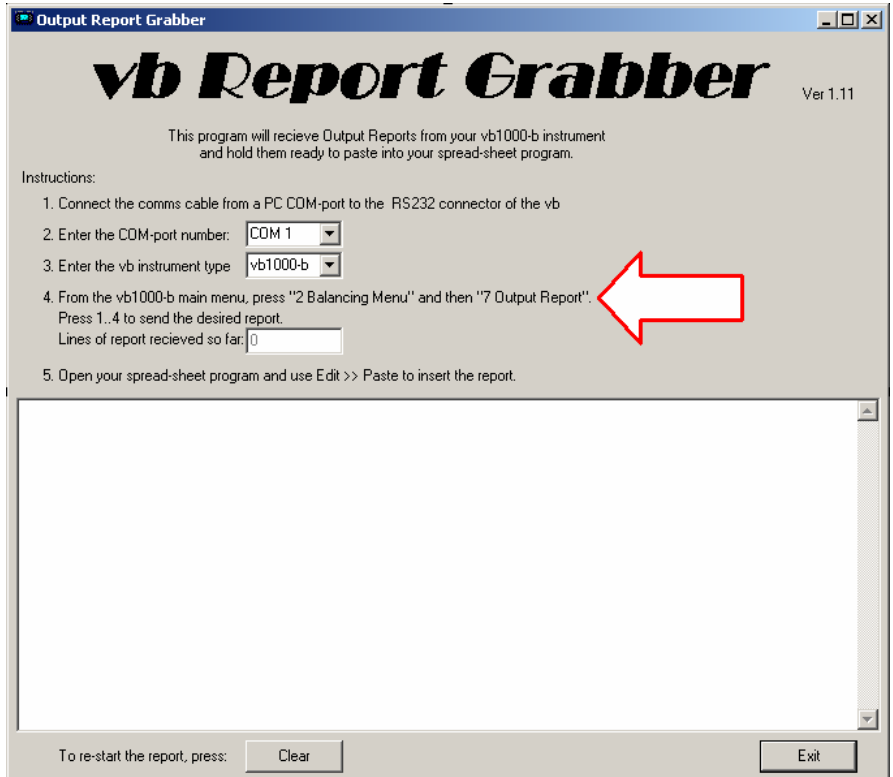 Output Report Grabber
vb Report Grabber
Ver 1.11
This program will recieve Output Reports from your vb1000-b instrument
and hold them ready to paste into your spread-sheet program.
Instructions:
1. Connect the comms cable from a PC COM-port to the RS232 connector of the vb
2. Enter the COM-port number: COM 1
3. Enter the vb instrument type vb1000-b
4. From the vb1000-b main menu, press "2 Balancing Menu" and then "7 Output Report".
Press 1..4 to send the desired report.
Lines of report recieved so far: 0
5. Open your spread-sheet program and use Edit >> Paste to insert the report.
To re-start the report, press: Clear Exit